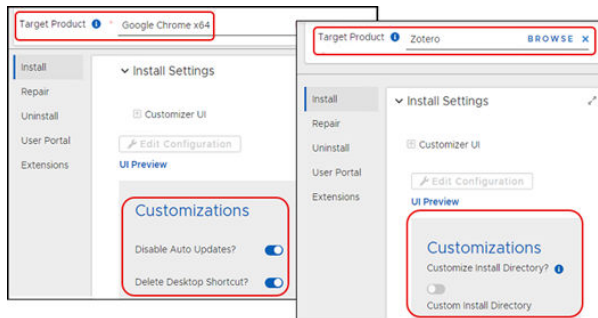 Target Product * Google Chrome x64
Install
Repair
Uninstall
User Portal
Extensions
Install Settings
Customizer UI
Edit Configuration
UI Preview
Customizations
Disable Auto Updates?
Delete Desktop Shortcut?
Target Product Zotero BROWSE X
Install
Repair
Uninstall
User Portal
Extensions
Install Settings
Customizer UI
Edit Configuration
UI Preview
Customizations
Customize Install Directory?
Custom Install Directory